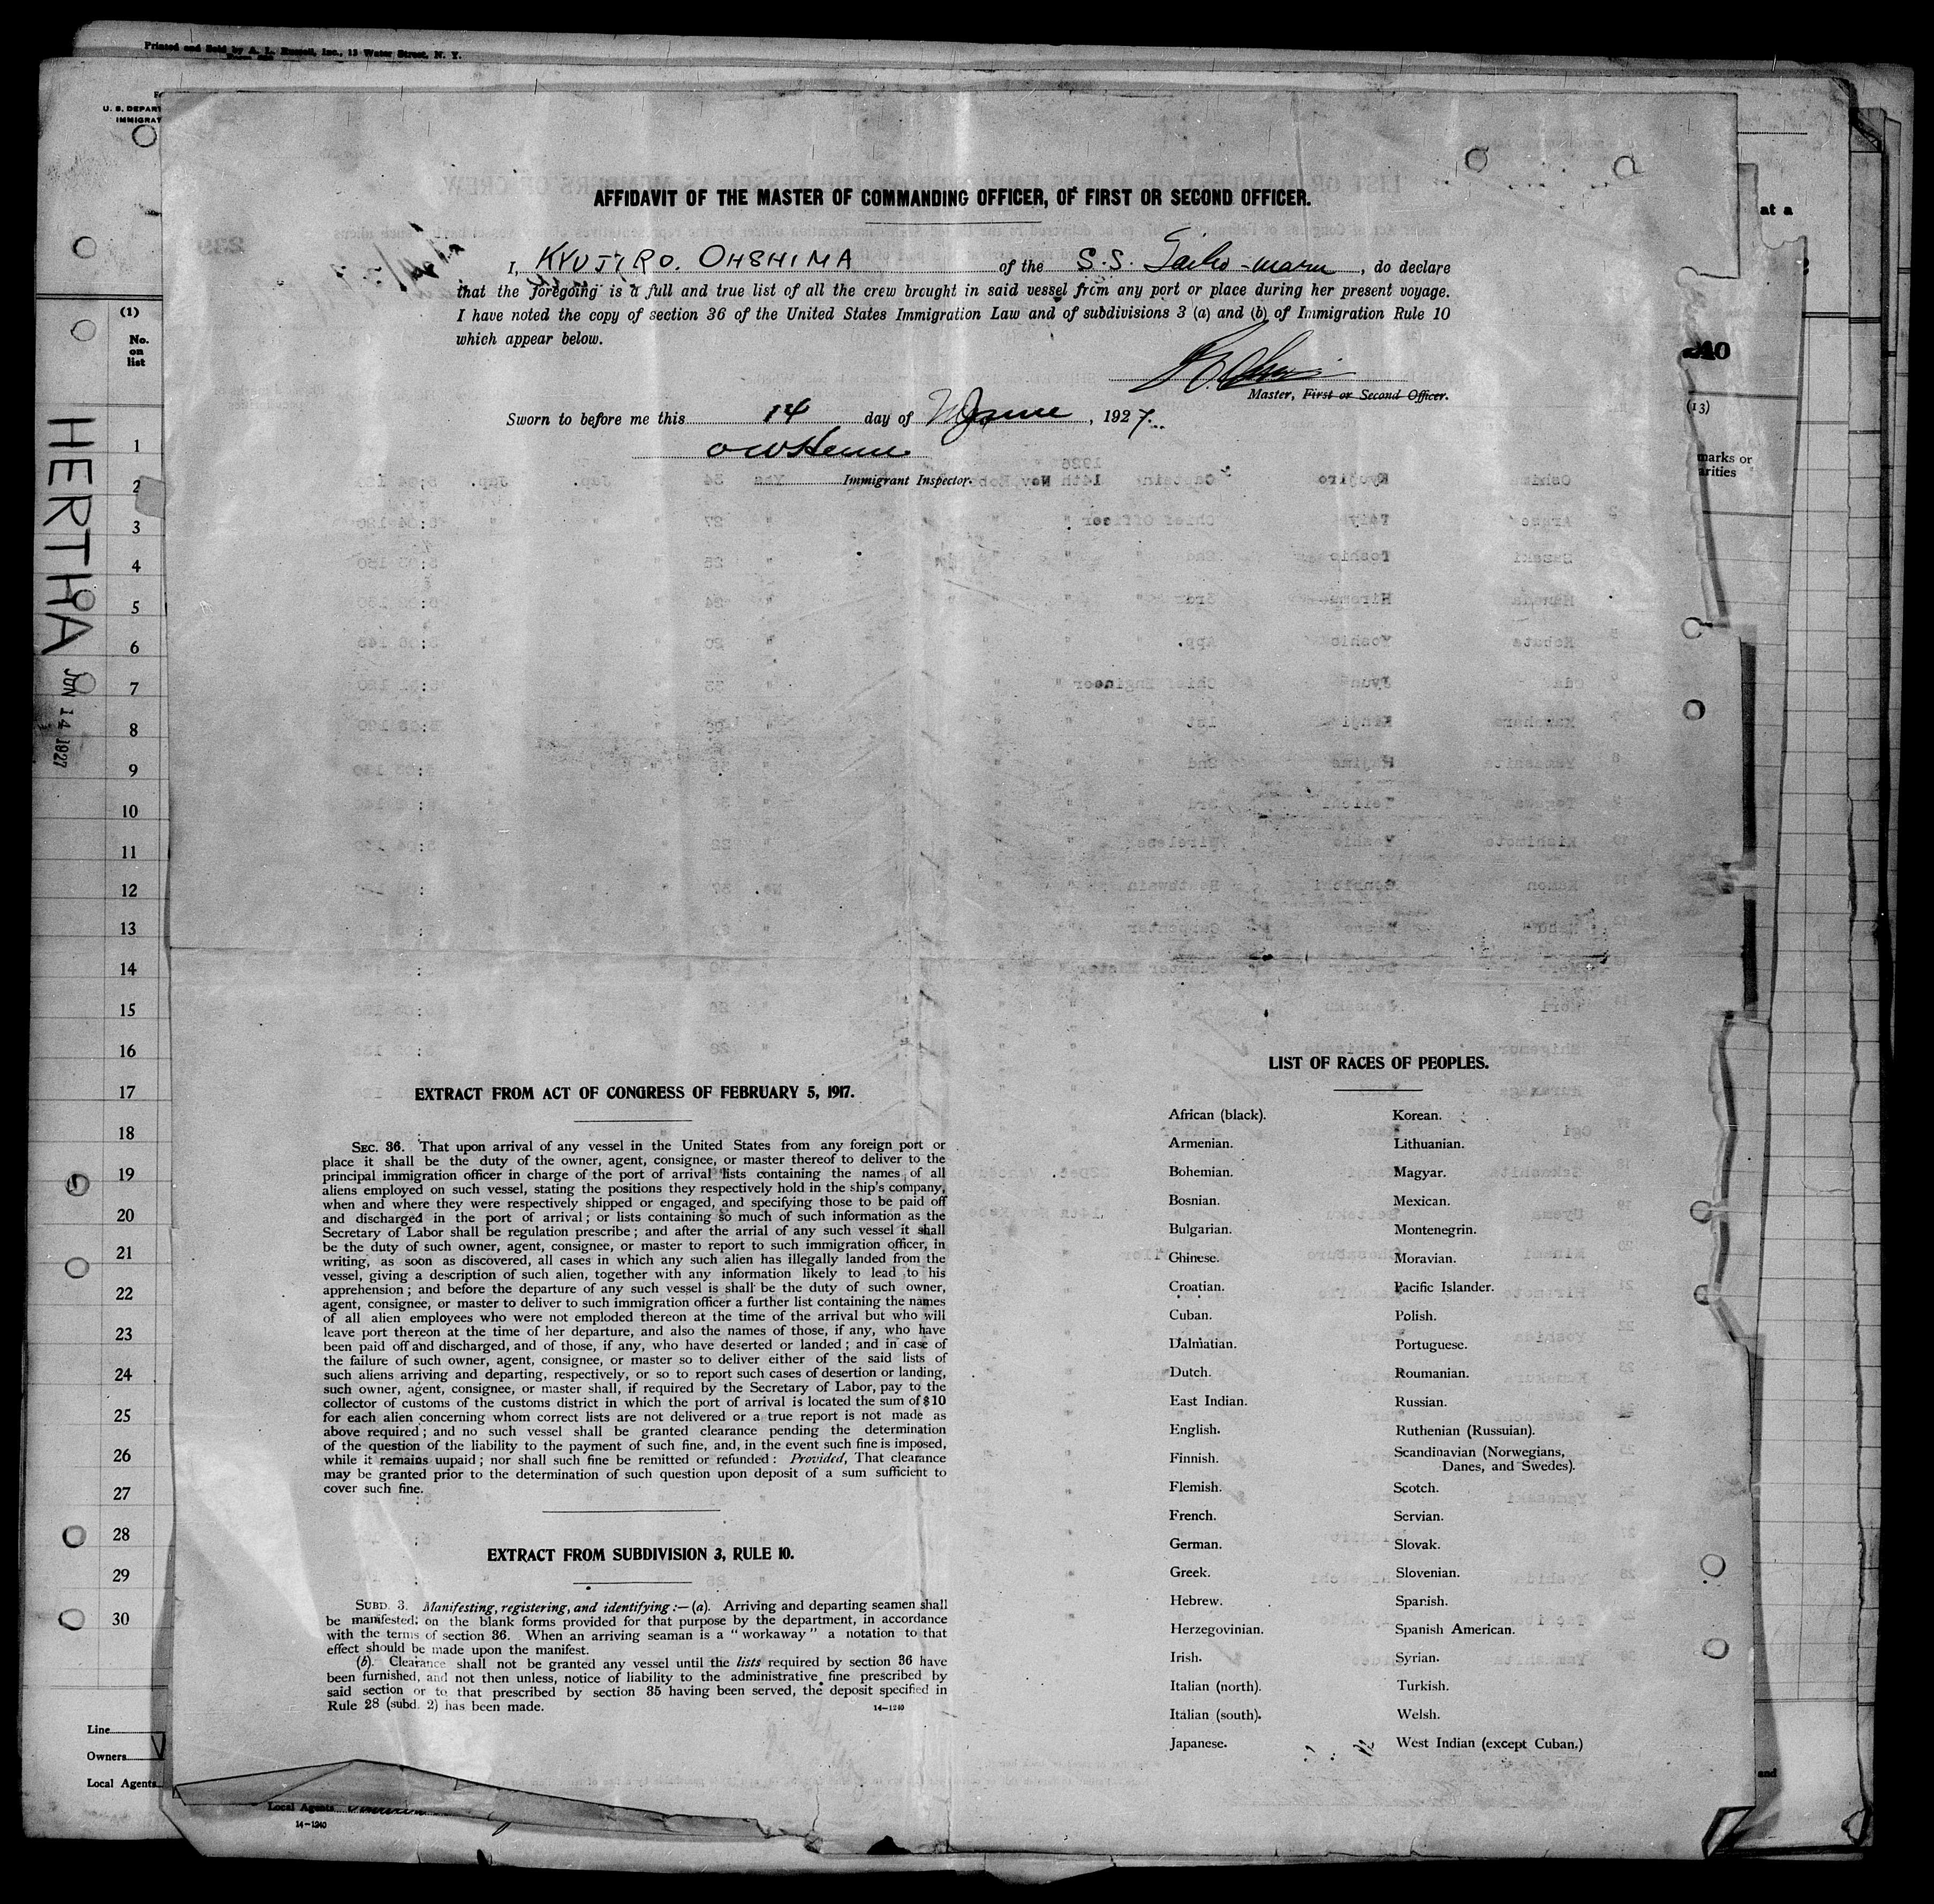 Printed and Sold by A. L. Russell, Inc., 13 Water Street, N. Y.
U. S. DEPART
IMMIGRAT
AFFIDAVIT OF THE MASTER OF COMMANDING OFFICER, OF FIRST OR SECOND OFFICER.
at a
I, KYUJIRO. OHSHIMA of the S.S. -maru, do declare
that the foregoing is a full and true list of all the crew brought in said vessel from any port or place during her present voyage.
I have noted the copy of section 36 of the United States Immigration Law and of subdivisions 3 (a) and (b) of Immigration Rule 10
which appear below.
Master, First or Second Officer.
Sworn to before me this 14 day of June, 1927.
Immigrant Inspector.
(1)
No.
on
list
(13)
marks or
arities
HERTHA
JUN 14 1927
1
2
3
4
5
6
7
8
9
10
11
12
13
14
15
16
17
18
19
20
21
22
23
24
25
26
27
28
29
30
EXTRACT FROM ACT OF CONGRESS OF FEBRUARY 5, 1917.
SEC. 36. That upon arrival of any vessel in the United States from any foreign port or
place it shall be the duty of the owner, agent, consignee, or master thereof to deliver to the
principal immigration officer in charge of the port of arrival lists containing the names of all
aliens employed on such vessel, stating the positions they respectively hold in the ship's company,
when and where they were respectively shipped or engaged, and specifying those to be paid off
and discharged in the port of arrival; or lists containing so much of such information as the
Secretary of Labor shall be regulation prescribe; and after the arrial of any such vessel it shall
be the duty of such owner, agent, consignee, or master to report to such immigration officer, in
writing, as soon as discovered, all cases in which any such alien has illegally landed from the
vessel, giving a description of such alien, together with any information likely to lead to his
apprehension; and before the departure of any such vessel is shall be the duty of such owner,
agent, consignee, or master to deliver to such immigration officer a further list containing the names
of all alien employees who were not emploded thereon at the time of the arrival but who will
leave port thereon at the time of her departure, and also the names of those, if any, who have
been paid off and discharged, and of those, if any, who have deserted or landed; and in case of
the failure of such owner, agent, consignee, or master so to deliver either of the said lists of
such aliens arriving and departing, respectively, or so to report such cases of desertion or landing,
such owner, agent, consignee, or master shall, if required by the Secretary of Labor, pay to the
collector of customs of the customs district in which the port of arrival is located the sum of $10
for each alien concerning whom correct lists are not delivered or a true report is not made as
above required; and no such vessel shall be granted clearance pending the determination
of the question of the liability to the payment of such fine, and, in the event such fine is imposed,
while it remains uupaid; nor shall such fine be remitted or refunded: Provided, That clearance
may be granted prior to the determination of such question upon deposit of a sum sufficient to
cover such fine.
EXTRACT FROM SUBDIVISION 3, RULE 10.
SUBD. 3. Manifesting, registering, and identifying:—(a). Arriving and departing seamen shall
be manifested on the blank forms provided for that purpose by the department, in accordance
with the terms of section 36. When an arriving seaman is a "workaway" a notation to that
effect should be made upon the manifest.
(b). Clearance shall not be granted any vessel until the lists required by section 36 have
been furnished, and not then unless, notice of liability to the administrative fine prescribed by
said section or to that prescribed by section 35 having been served, the deposit specified in
Rule 28 (subd. 2) has been made.
14—1240
LIST OF RACES OF PEOPLES.
African (black). Korean.
Armenian. Lithuanian.
Bohemian. Magyar.
Bosnian. Mexican.
Bulgarian. Montenegrin.
Chinese. Moravian.
Croatian. Pacific Islander.
Cuban. Polish.
Dalmatian. Portuguese.
Dutch. Roumanian.
East Indian. Russian.
English. Ruthenian (Russuian).
Finnish. Scandinavian (Norwegians,
Danes, and Swedes).
Flemish. Scotch.
French. Servian.
German. Slovak.
Greek. Slovenian.
Hebrew. Spanish.
Herzegovinian. Spanish American.
Irish. Syrian.
Italian (north). Turkish.
Italian (south). Welsh.
Japanese. West Indian (except Cuban.)
Line
Owners
Local Agents
and
Local Agents
14—1240